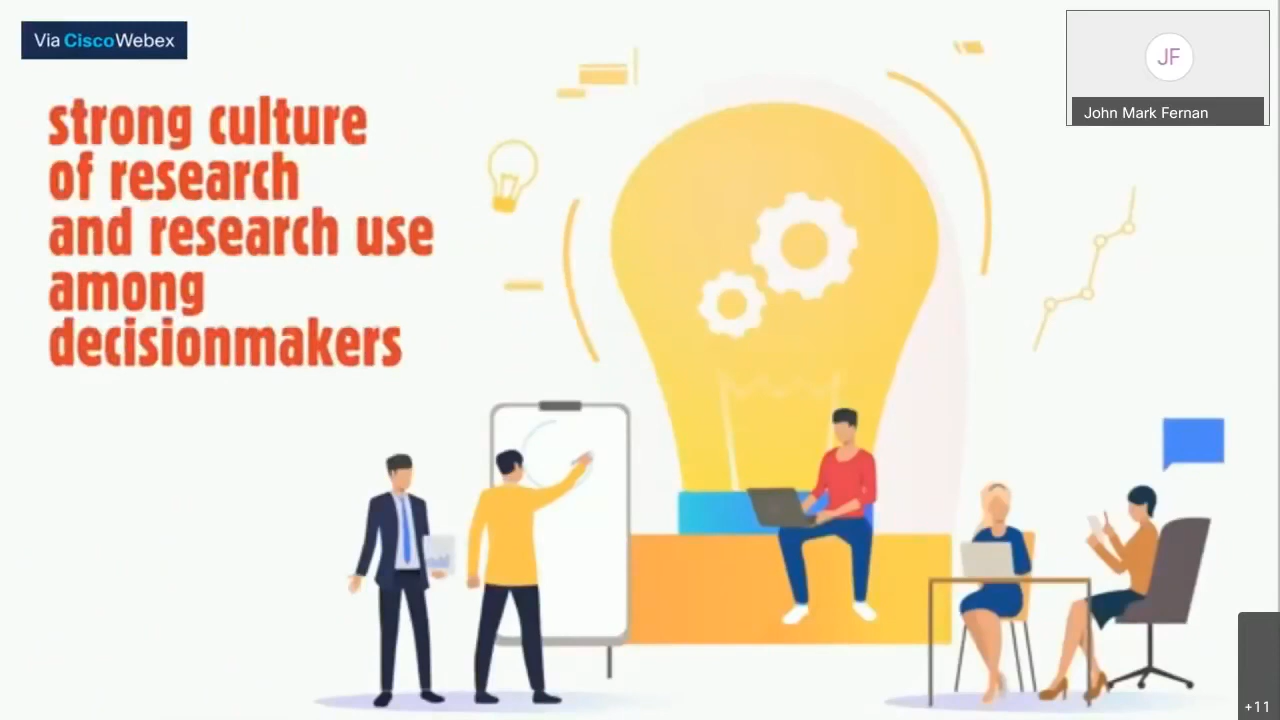 Via CiscoWebex
JF
John Mark Fernan
strong culture
of research
and research use
among
decisionmakers
+11